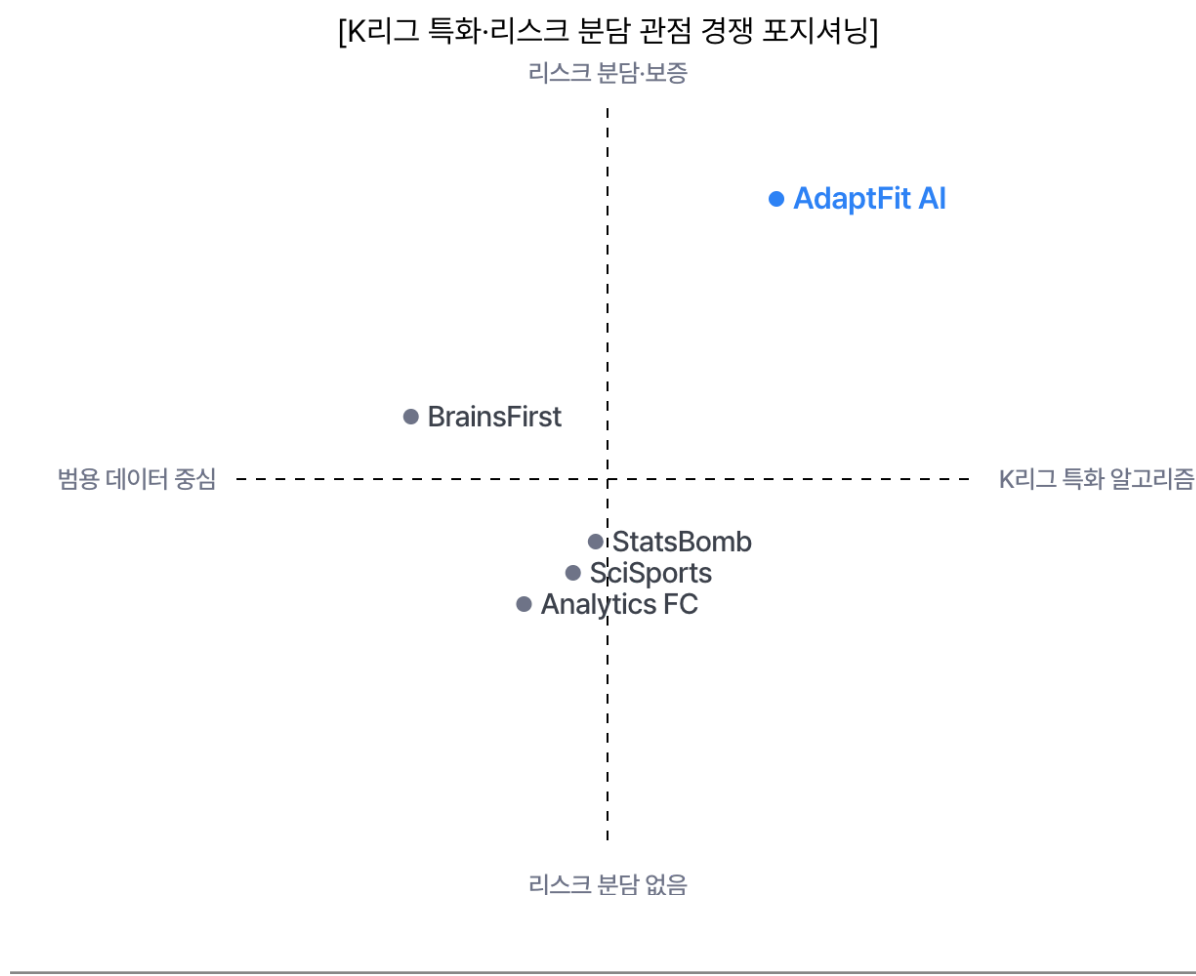 [K리그 특화·리스크 분담 관점 경쟁 포지셔닝]
리스크 분담·보증
AdaptFit AI
BrainsFirst
범용 데이터 중심
K리그 특화 알고리즘
StatsBomb
SciSports
Analytics FC
리스크 분담 없음